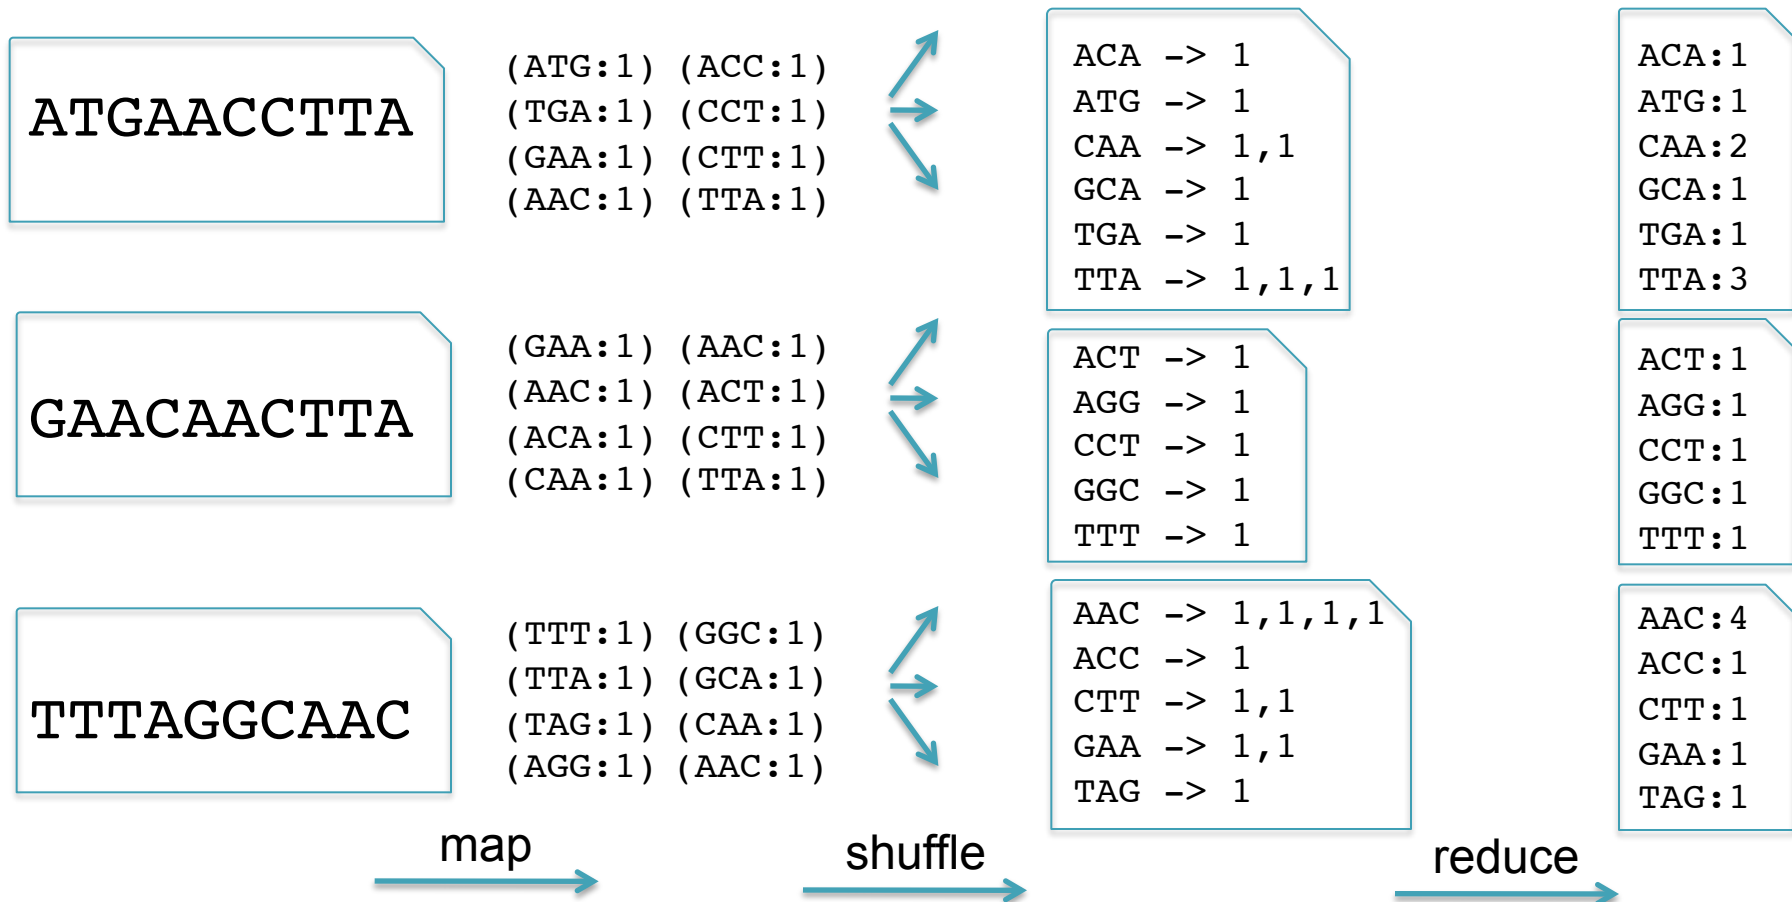 ATGAACCTTA
(ATG:1) (ACC:1)
(TGA:1) (CCT:1)
(GAA:1) (CTT:1)
(AAC:1) (TTA:1)
ACA -> 1
ATG -> 1
CAA -> 1,1
GCA -> 1
TGA -> 1
TTA -> 1,1,1
ACA:1
ATG:1
CAA:2
GCA:1
TGA:1
TTA:3
GAACAACTTA
(GAA:1) (AAC:1)
(AAC:1) (ACT:1)
(ACA:1) (CTT:1)
(CAA:1) (TTA:1)
ACT -> 1
AGG -> 1
CCT -> 1
GGC -> 1
TTT -> 1
ACT:1
AGG:1
CCT:1
GGC:1
TTT:1
TTTAGGCAAC
(TTT:1) (GGC:1)
(TTA:1) (GCA:1)
(TAG:1) (CAA:1)
(AGG:1) (AAC:1)
AAC -> 1,1,1,1
ACC -> 1
CTT -> 1,1
GAA -> 1,1
TAG -> 1
AAC:4
ACC:1
CTT:1
GAA:1
TAG:1
map
shuffle
reduce